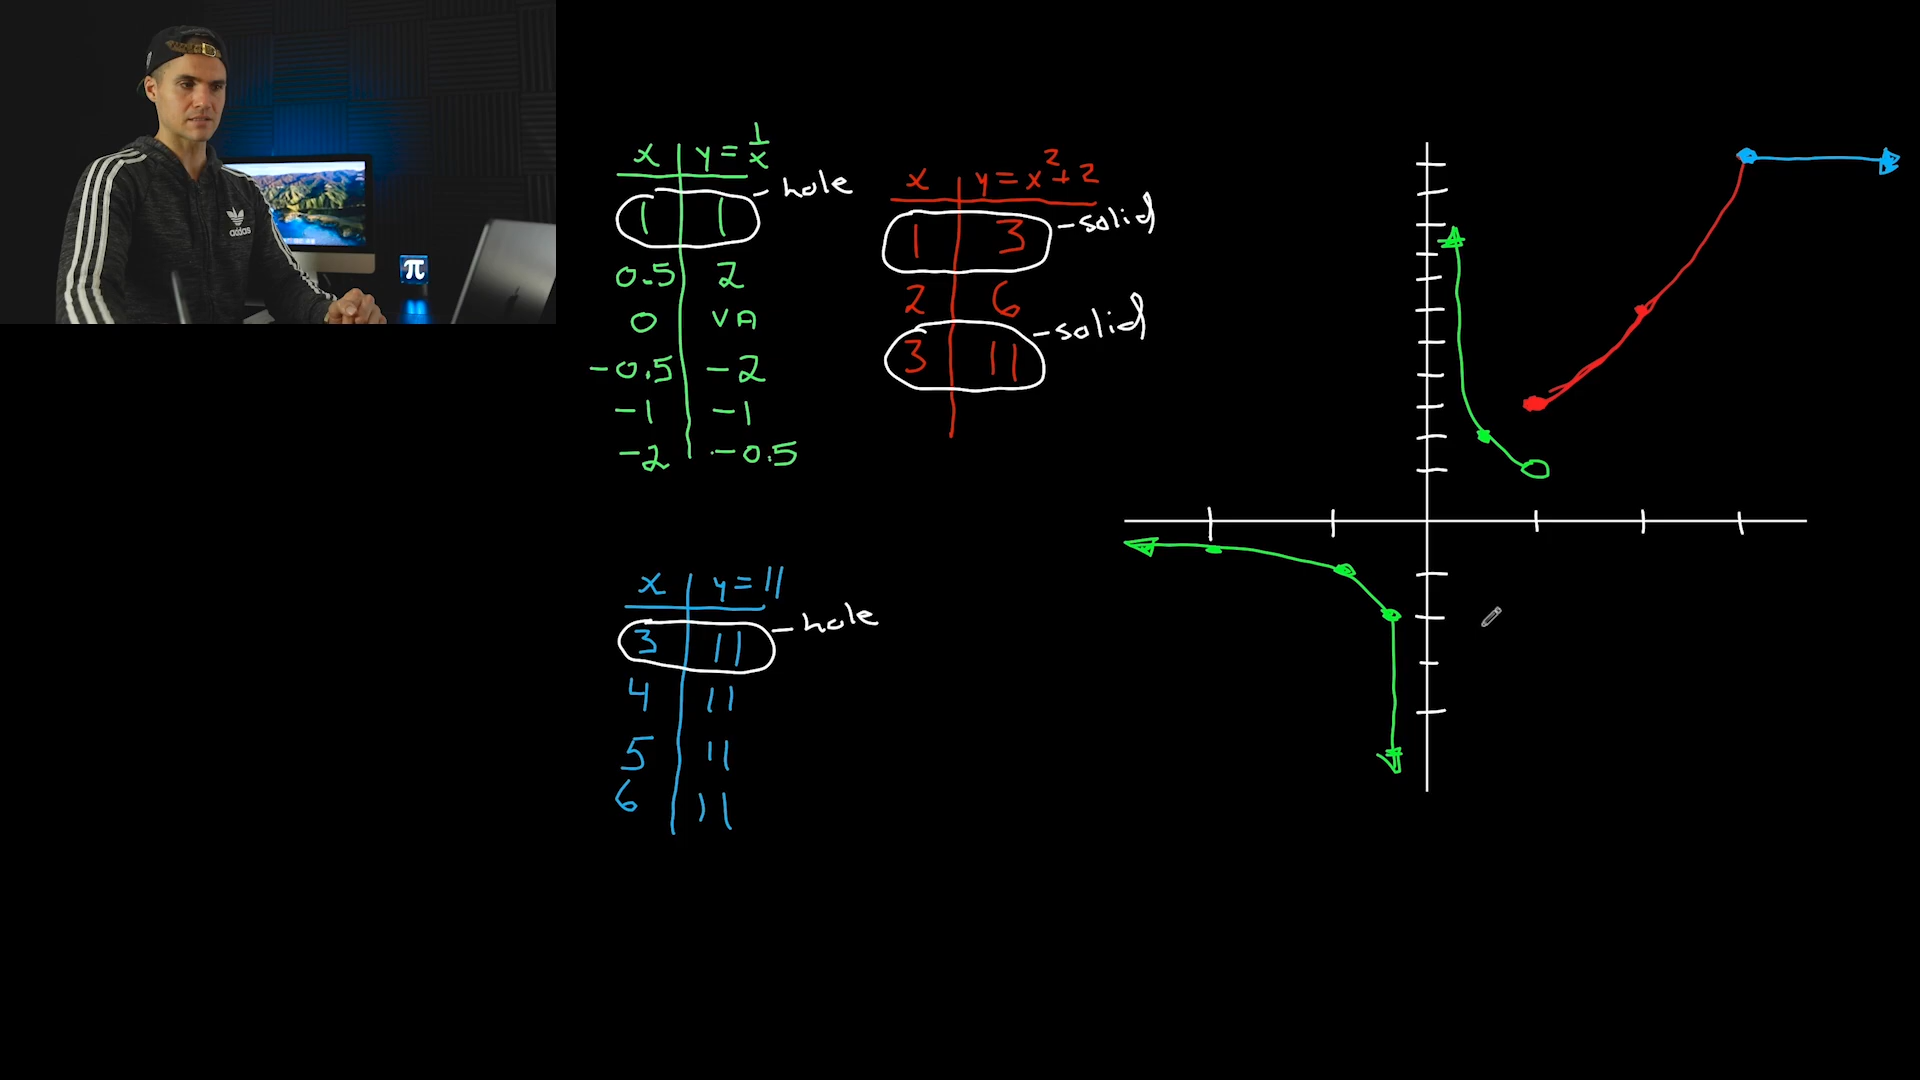 adidas
π
x | y = 1/x
1 | 1 - hole
0.5 | 2
0 | VA
-0.5 | -2
-1 | -1
-2 | -0.5
x | y = x² + 2
1 | 3 - solid
2 | 6
3 | 11 - solid
x | y = 11
3 | 11 - hole
4 | 11
5 | 11
6 | 11